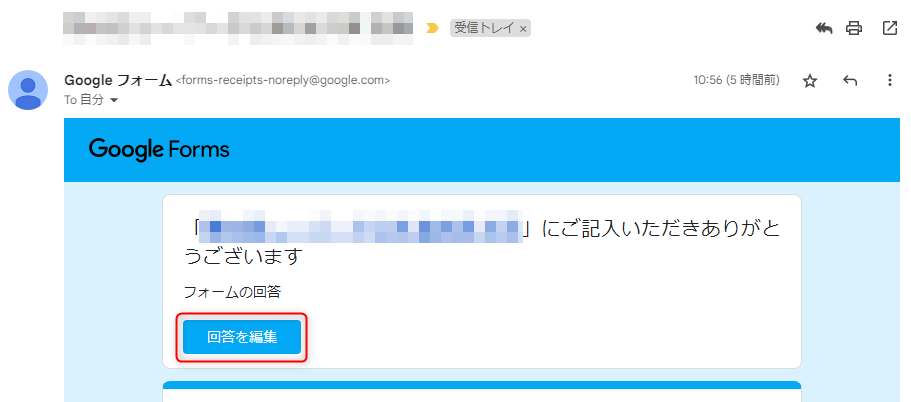 受信トレイ ×
Google フォーム <forms-receipts-noreply@google.com>
10:56 (5 時間前)
To 自分
Google Forms
「」にご記入いただきありがと
うございます
フォームの回答
回答を編集